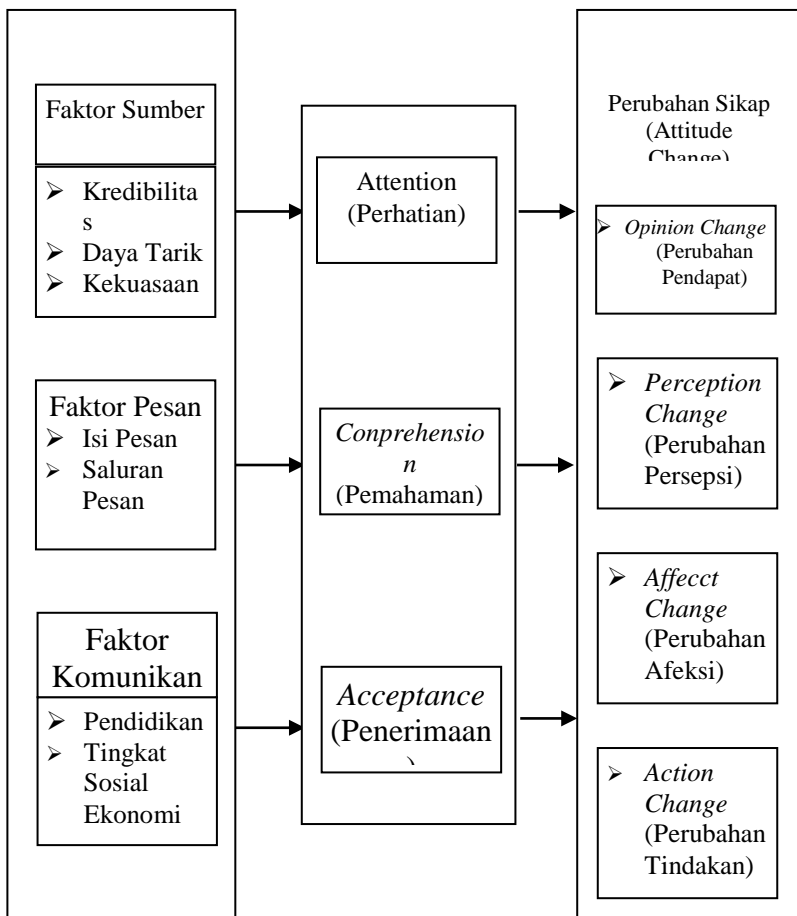 Faktor Sumber
➢ Kredibilita
s
➢ Daya Tarik
➢ Kekuasaan
Faktor Pesan
➢ Isi Pesan
➢ Saluran
Pesan
Faktor
Komunikan
➢ Pendidikan
➢ Tingkat
Sosial
Ekonomi
Attention
(Perhatian)
Conprehensio
n
(Pemahaman)
Acceptance
(Penerimaan
)
Perubahan Sikap
(Attitude
Change)
➢ Opinion Change
(Perubahan
Pendapat)
➢ Perception
Change
(Perubahan
Persepsi)
➢ Affecct
Change
(Perubahan
Afeksi)
➢ Action
Change
(Perubahan
Tindakan)